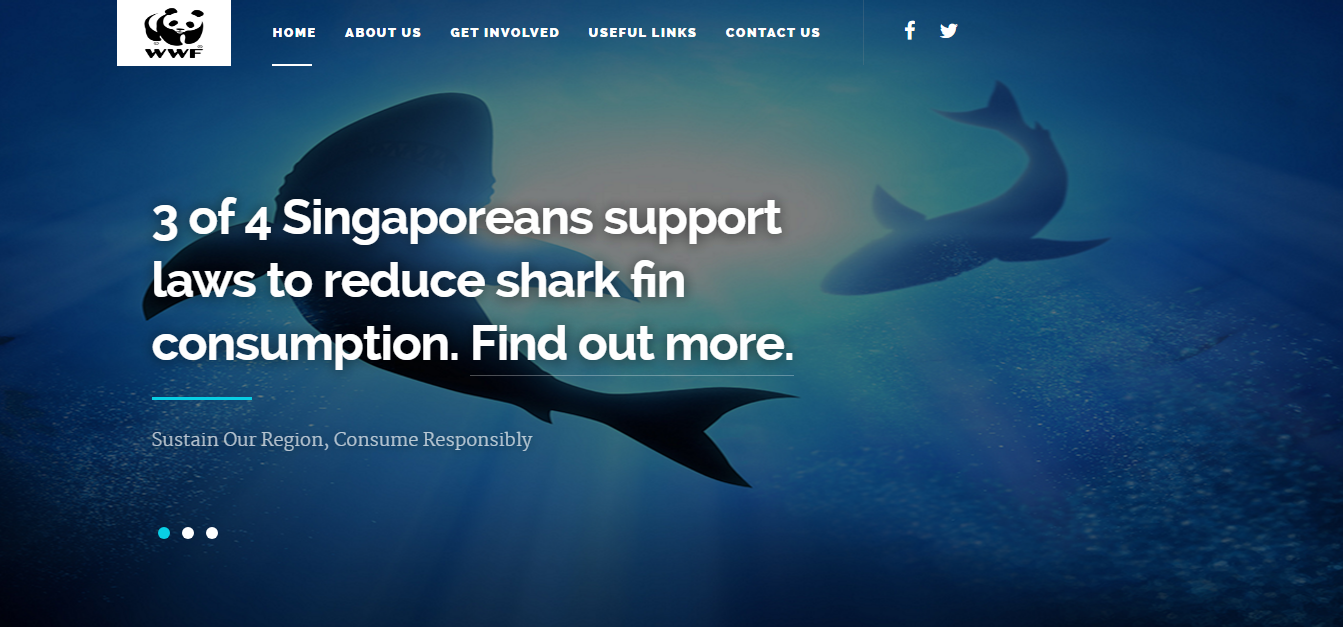 WWF
HOME ABOUT US GET INVOLVED USEFUL LINKS CONTACT US
3 of 4 Singaporeans support
laws to reduce shark fin
consumption. Find out more.
Sustain Our Region, Consume Responsibly